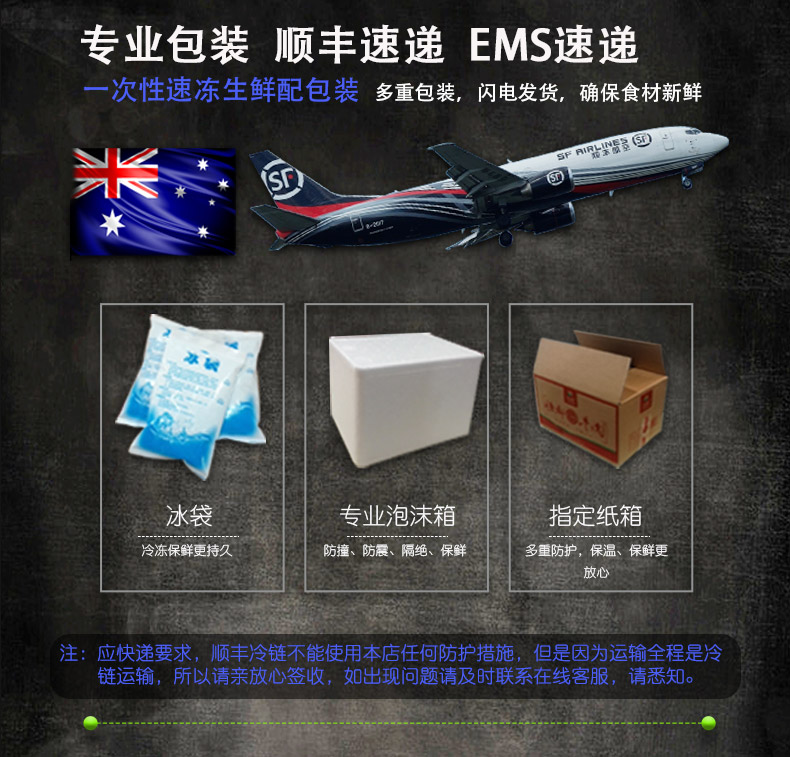 专业包装 顺丰速递 EMS速递
一次性速冻生鲜配包装 多重包装，闪电发货，确保食材新鲜
SF AIRLINES SF
顺丰航空
SF
SF
冰袋
冰袋
冷冻保鲜更持久
专业泡沫箱
防撞、防震、隔绝、保鲜
指定纸箱
多重防护，保温、保鲜更
放心
注：应快递要求，顺丰冷链不能使用本店任何防护措施，但是因为运输全程是冷
链运输，所以请亲放心签收，如出现问题请及时联系在线客服，请悉知。